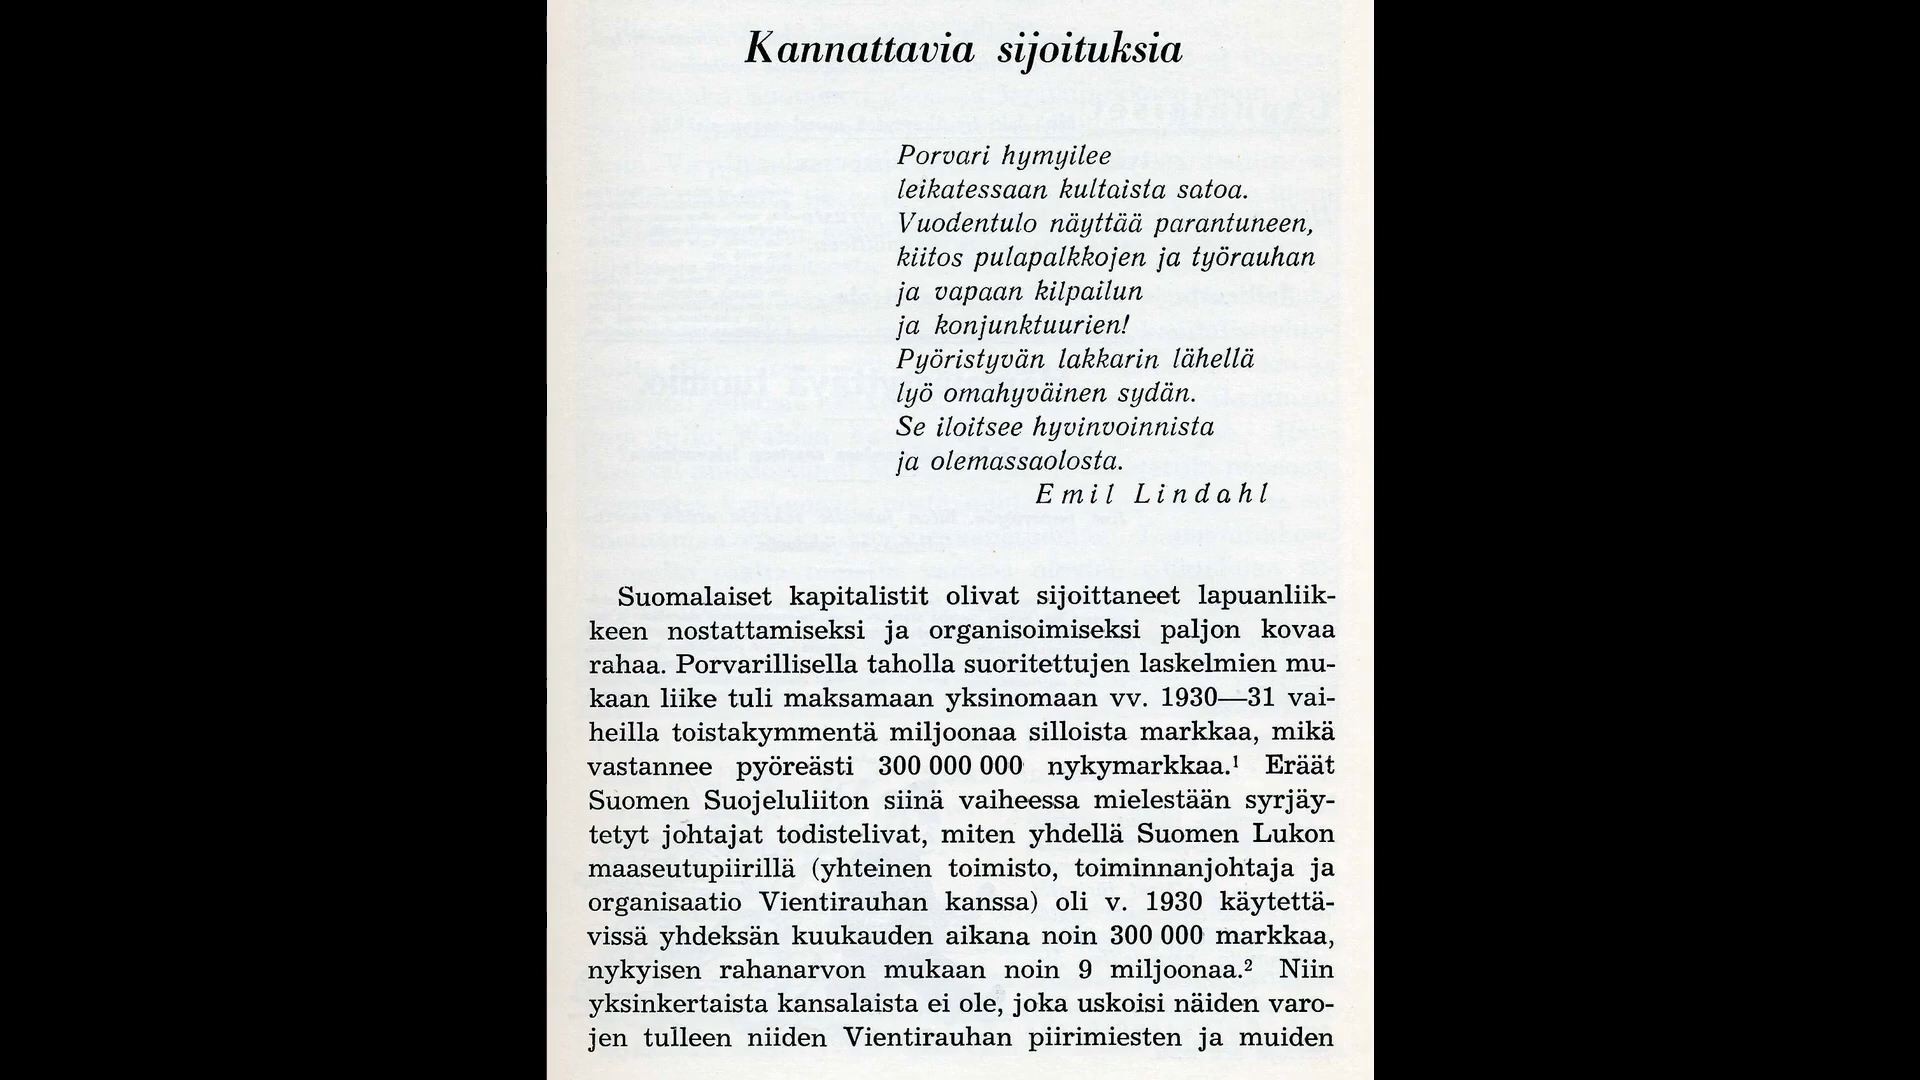 Kannattavia sijoituksia
Porvari hymyilee
leikatessaan kultaista satoa.
Vuodentulo näyttää parantuneen,
kiitos pulapalkkojen ja työrauhan
ja vapaan kilpailun
ja konjunktuurien!
Pyöristyvän lakkarin lähellä
lyö omahyväinen sydän.
Se iloitsee hyvinvoinnista
ja olemassaolosta.
Emil Lindahl
Suomalaiset kapitalistit olivat sijoittaneet lapuanliik-
keen nostattamiseksi ja organisoimiseksi paljon kovaa
rahaa. Porvarillisella taholla suoritettujen laskelmien mu-
kaan liike tuli maksamaan yksinomaan vv. 1930—31 vai-
heilla toistakymmentä miljoonaa silloista markkaa, mikä
vastannee pyöreästi 300 000 000 nykymarkkaa.¹ Eräät
Suomen Suojeluliiton siinä vaiheessa mielestään syrjäy-
tetyt johtajat todistelivat, miten yhdellä Suomen Lukon
maaseutupiirillä (yhteinen toimisto, toiminnanjohtaja ja
organisaatio Vientirauhan kanssa) oli v. 1930 käytettä-
vissä yhdeksän kuukauden aikana noin 300 000 markkaa,
nykyisen rahanarvon mukaan noin 9 miljoonaa.² Niin
yksinkertaista kansalaista ei ole, joka uskoisi näiden varo-
jen tulleen niiden Vientirauhan piirimiesten ja muiden